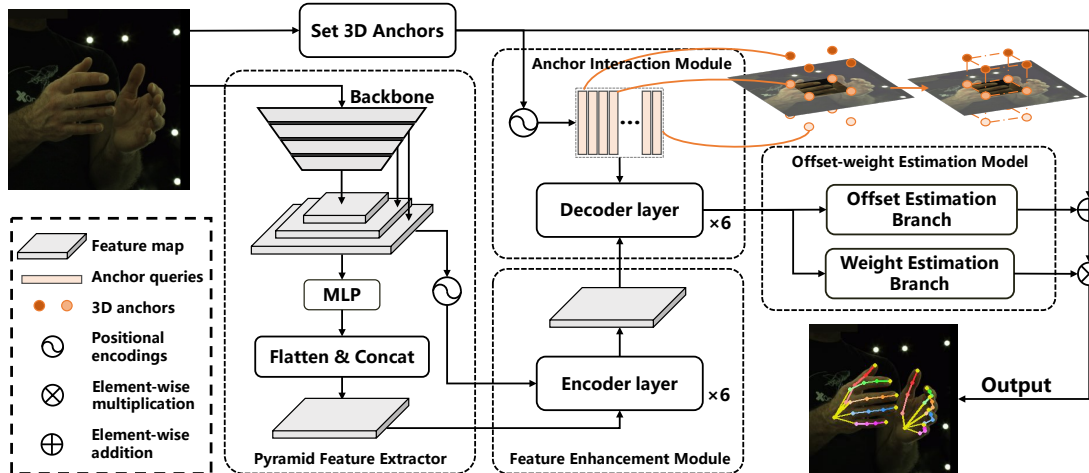 Set 3D Anchors
Backbone
MLP
Flatten & Concat
Pyramid Feature Extractor
Anchor Interaction Module
Decoder layer
×6
Encoder layer
×6
Feature Enhancement Module
Offset-weight Estimation Model
Offset Estimation
Branch
Weight Estimation
Branch
Output
Feature map
Anchor queries
3D anchors
Positional
encodings
Element-wise
multiplication
Element-wise
addition